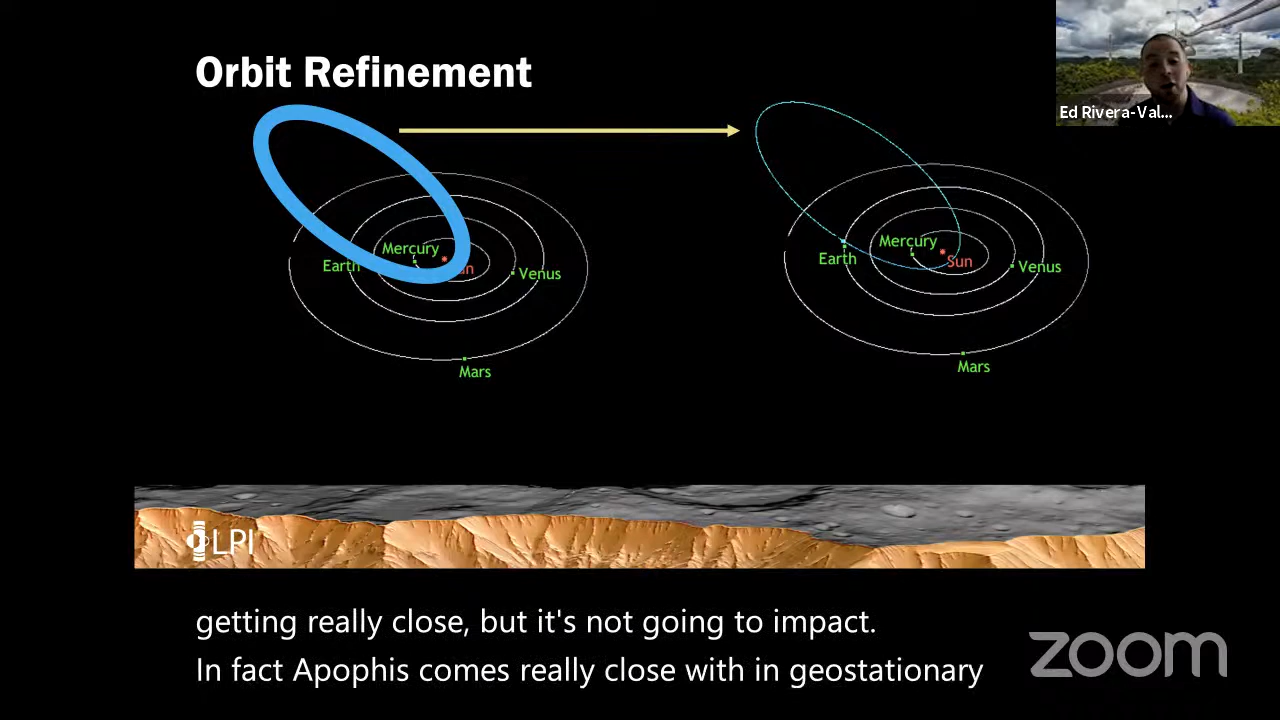 Orbit Refinement
Ed Rivera-Val...
Mercury
Earth
un
Venus
Mars
Mercury
Earth
Sun
Venus
Mars
LPI
getting really close, but it's not going to impact.
In fact Apophis comes really close with in geostationary
zoom